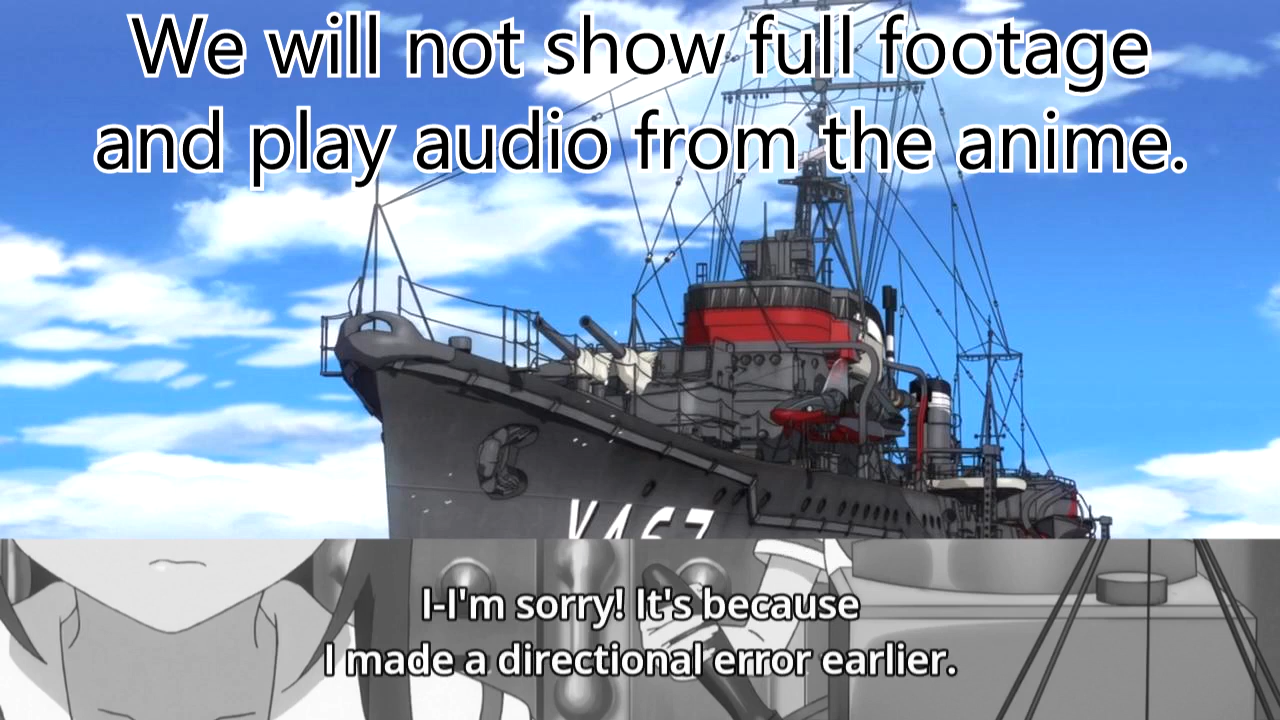 We will not show full footage
and play audio from the anime.
I-I'm sorry! It's because
I made a directional error earlier.